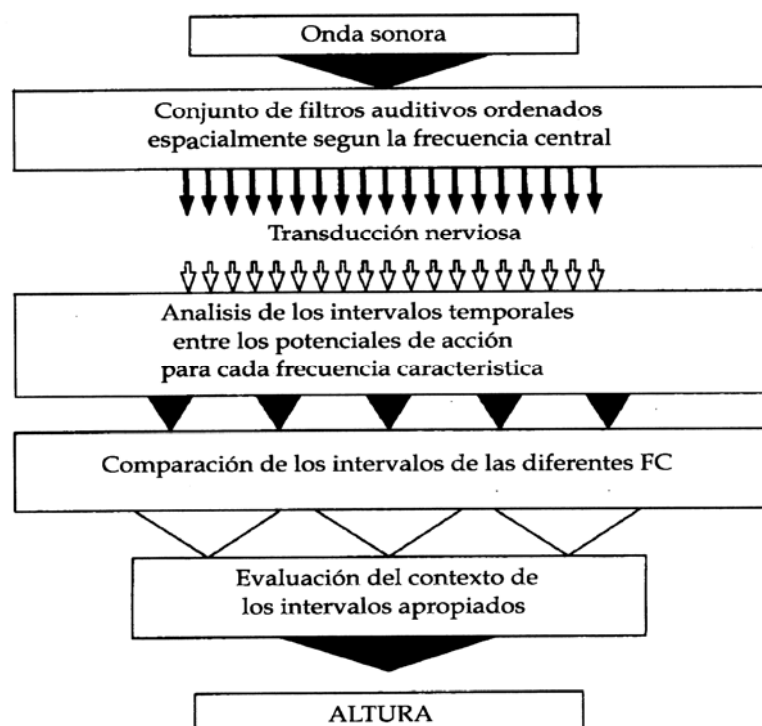 Onda sonora
Conjunto de filtros auditivos ordenados
espacialmente segun la frecuencia central
Transducción nerviosa
Analisis de los intervalos temporales
entre los potenciales de acción
para cada frecuencia caracteristica
Comparación de los intervalos de las diferentes FC
Evaluación del contexto de
los intervalos apropiados
ALTURA